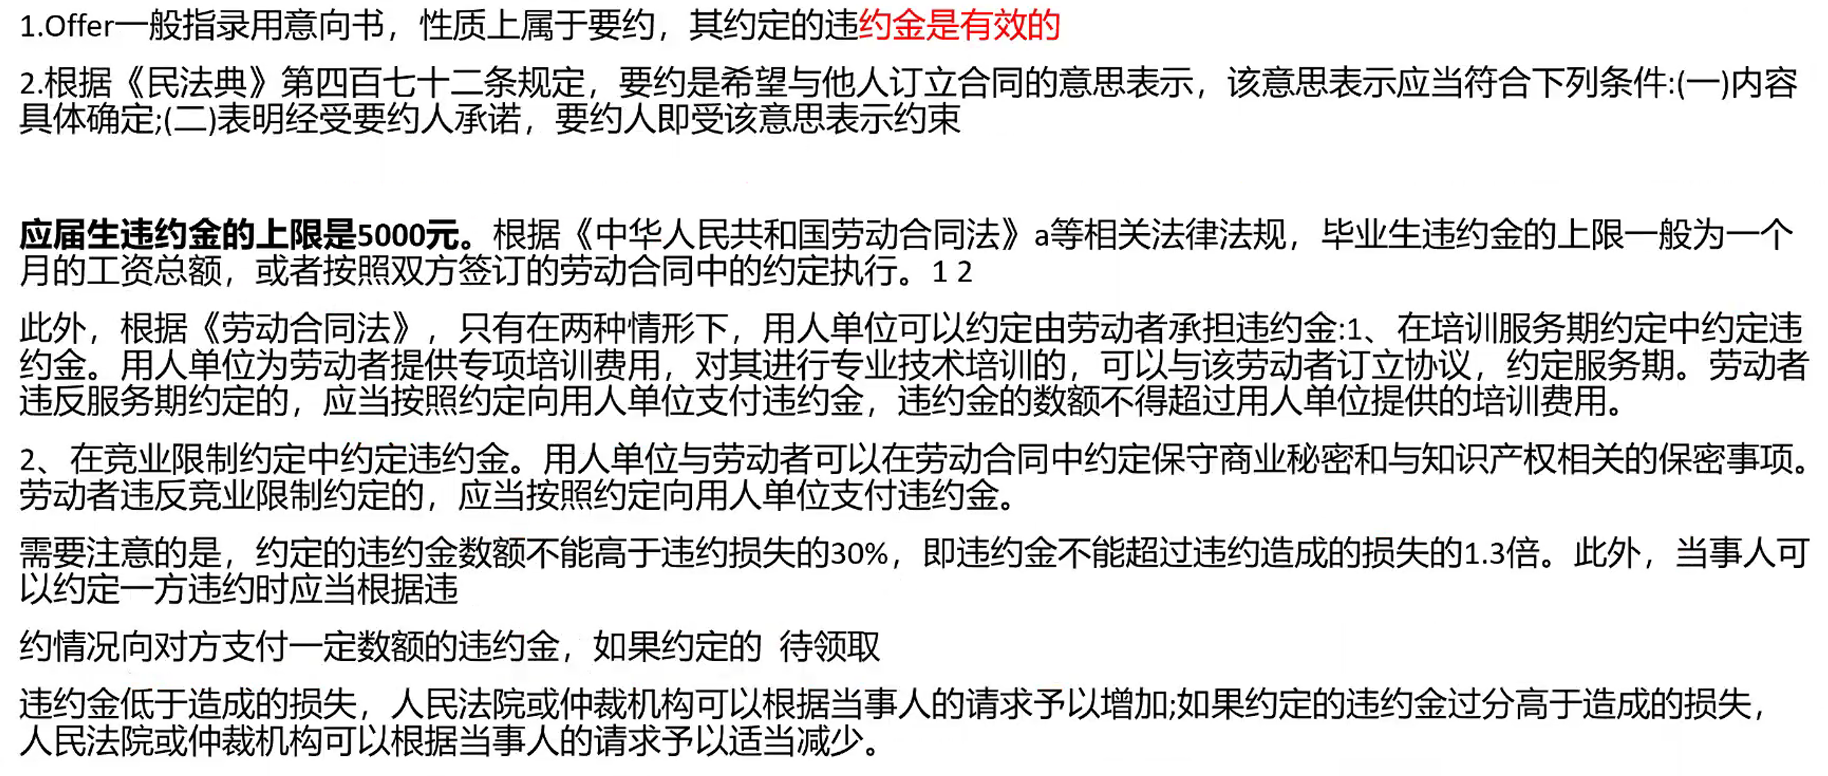 1.Offer一般指录用意向书，性质上属于要约，其约定的违约金是有效的
2.根据《民法典》第四百七十二条规定，要约是希望与他人订立合同的意思表示，该意思表示应当符合下列条件:(一)内容
具体确定;(二)表明经受要约人承诺，要约人即受该意思表示约束
应届生违约金的上限是5000元。根据《中华人民共和国劳动合同法》a等相关法律法规，毕业生违约金的上限一般为一个
月的工资总额，或者按照双方签订的劳动合同中的约定执行。1 2
此外，根据《劳动合同法》，只有在两种情形下，用人单位可以约定由劳动者承担违约金:1、在培训服务期约定中约定违
约金。用人单位为劳动者提供专项培训费用，对其进行专业技术培训的，可以与该劳动者订立协议，约定服务期。劳动者
违反服务期约定的，应当按照约定向用人单位支付违约金，违约金的数额不得超过用人单位提供的培训费用。
2、在竞业限制约定中约定违约金。用人单位与劳动者可以在劳动合同中约定保守商业秘密和与知识产权相关的保密事项。
劳动者违反竞业限制约定的，应当按照约定向用人单位支付违约金。
需要注意的是，约定的违约金数额不能高于违约损失的30%，即违约金不能超过违约造成的损失的1.3倍。此外，当事人可
以约定一方违约时应当根据违
约情况向对方支付一定数额的违约金，如果约定的 待领取
违约金低于造成的损失，人民法院或仲裁机构可以根据当事人的请求予以增加;如果约定的违约金过分高于造成的损失，
人民法院或仲裁机构可以根据当事人的请求予以适当减少。